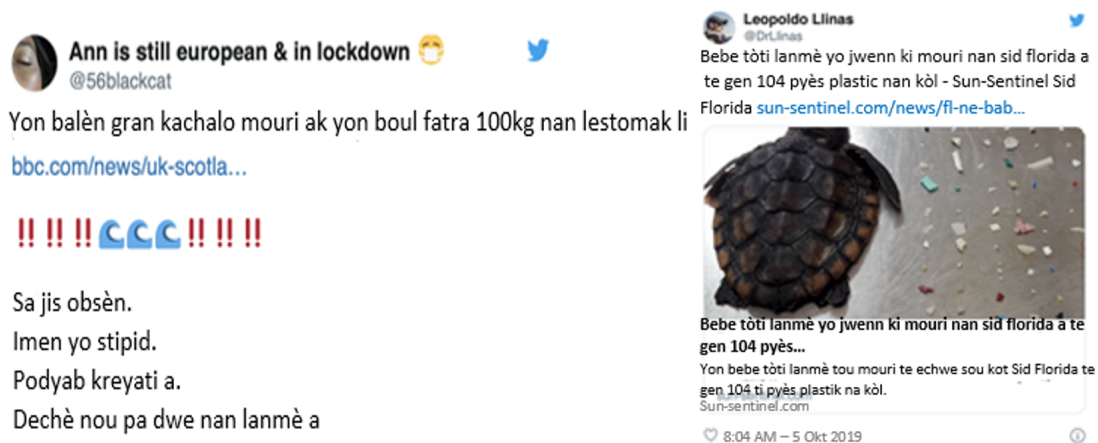 Ann is still european & in lockdown 😷
@56blackcat
Yon balèn gran kachalo mouri ak yon boul fatra 100kg nan lestomak li
bbc.com/news/uk-scotla...
‼️ ‼️ ‼️🌊🌊🌊‼️ ‼️ ‼️
Sa jis obsèn.
Imen yo stipid.
Podyab kreyati a.
Dechè nou pa dwe nan lanmè a
Leopoldo Llinas
@DrLlinas
Bebe tòti lanmè yo jwenn ki mouri nan sid florida a
te gen 104 pyès plastic nan kòl - Sun-Sentinel Sid
Florida sun-sentinel.com/news/fl-ne-bab...
Bebe tòti lanmè yo jwenn ki mouri nan sid florida a te
gen 104 pyès...
Yon bebe tòti lanmè tou mouri te echwe sou kot Sid Florida te
gen 104 ti pyès plastik na kòl.
Sun-sentinel.com
8:04 AM – 5 Okt 2019